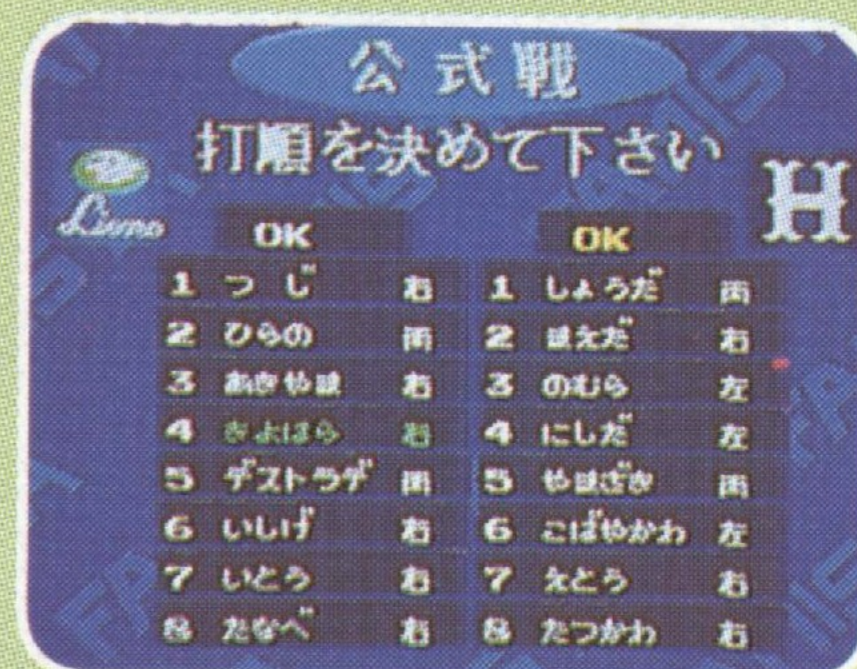 公式戦
打順を決めて下さい
Lions H
OK OK
1 つじ 右 1 しょうだ 両
2 ひらの 両 2 まえだ 右
3 あきやま 右 3 のむら 左
4 きよはら 右 4 にしだ 左
5 デストラデ 両 5 やまざき 両
6 いしげ 右 6 こばやかわ 左
7 いとう 右 7 えとう 右
8 たなべ 右 8 たつかわ 右